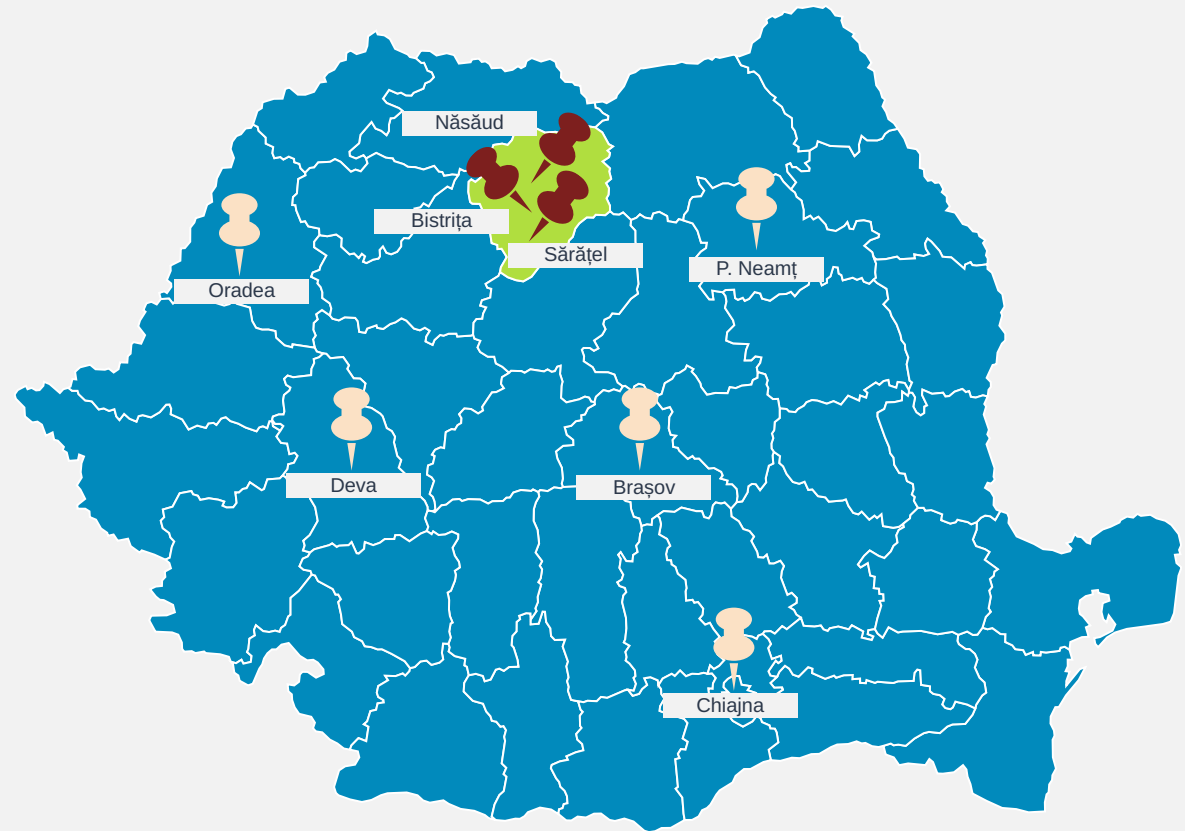 Năsăud
Bistrița
Sărățel
P. Neamț
Oradea
Deva
Brașov
Chiajna